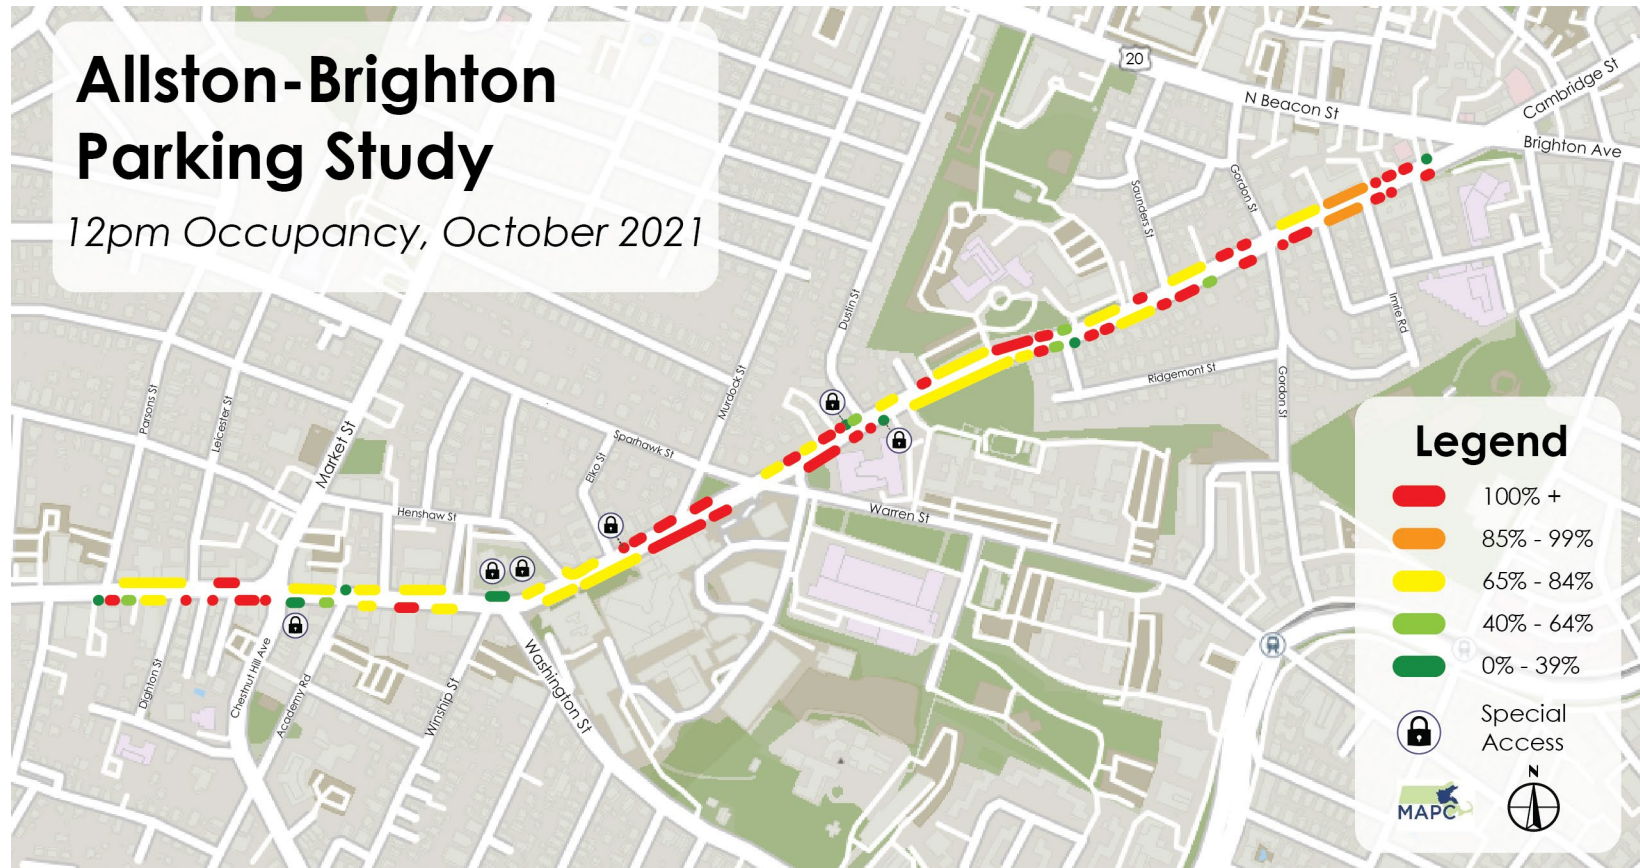 Allston-Brighton
Parking Study
12pm Occupancy, October 2021
20
N Beacon St
Cambridge St
Brighton Ave
Gordon St
Saunders St
Dustin St
Imrie Rd
Ridgemont St
Gordon St
Murdock St
Parsons St
Leicester St
Market St
Sparhawk St
Elko St
Henshaw St
Warren St
Washington St
Dighton St
Chestnut Hill Ave
Academy Rd
Winship St
Legend
100% +
85% - 99%
65% - 84%
40% - 64%
0% - 39%
Special
Access
N
MAPC